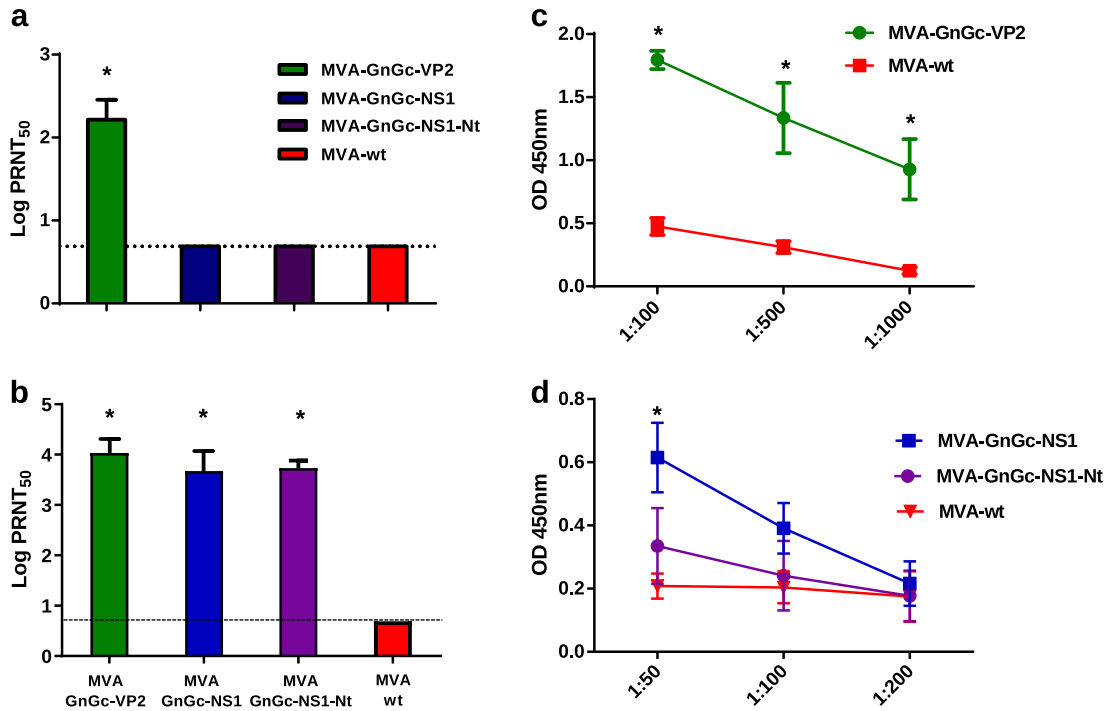 a
Log PRNT50
3
2
1
0
*
MVA-GnGc-VP2
MVA-GnGc-NS1
MVA-GnGc-NS1-Nt
MVA-wt
b
Log PRNT50
5
4
3
2
1
0
*
*
*
MVA
GnGc-VP2
MVA
GnGc-NS1
MVA
GnGc-NS1-Nt
MVA
wt
c
OD 450nm
2.0
1.5
1.0
0.5
0.0
*
*
*
MVA-GnGc-VP2
MVA-wt
1:100
1:500
1:1000
d
OD 450nm
0.8
0.6
0.4
0.2
0.0
*
MVA-GnGc-NS1
MVA-GnGc-NS1-Nt
MVA-wt
1:50
1:100
1:200